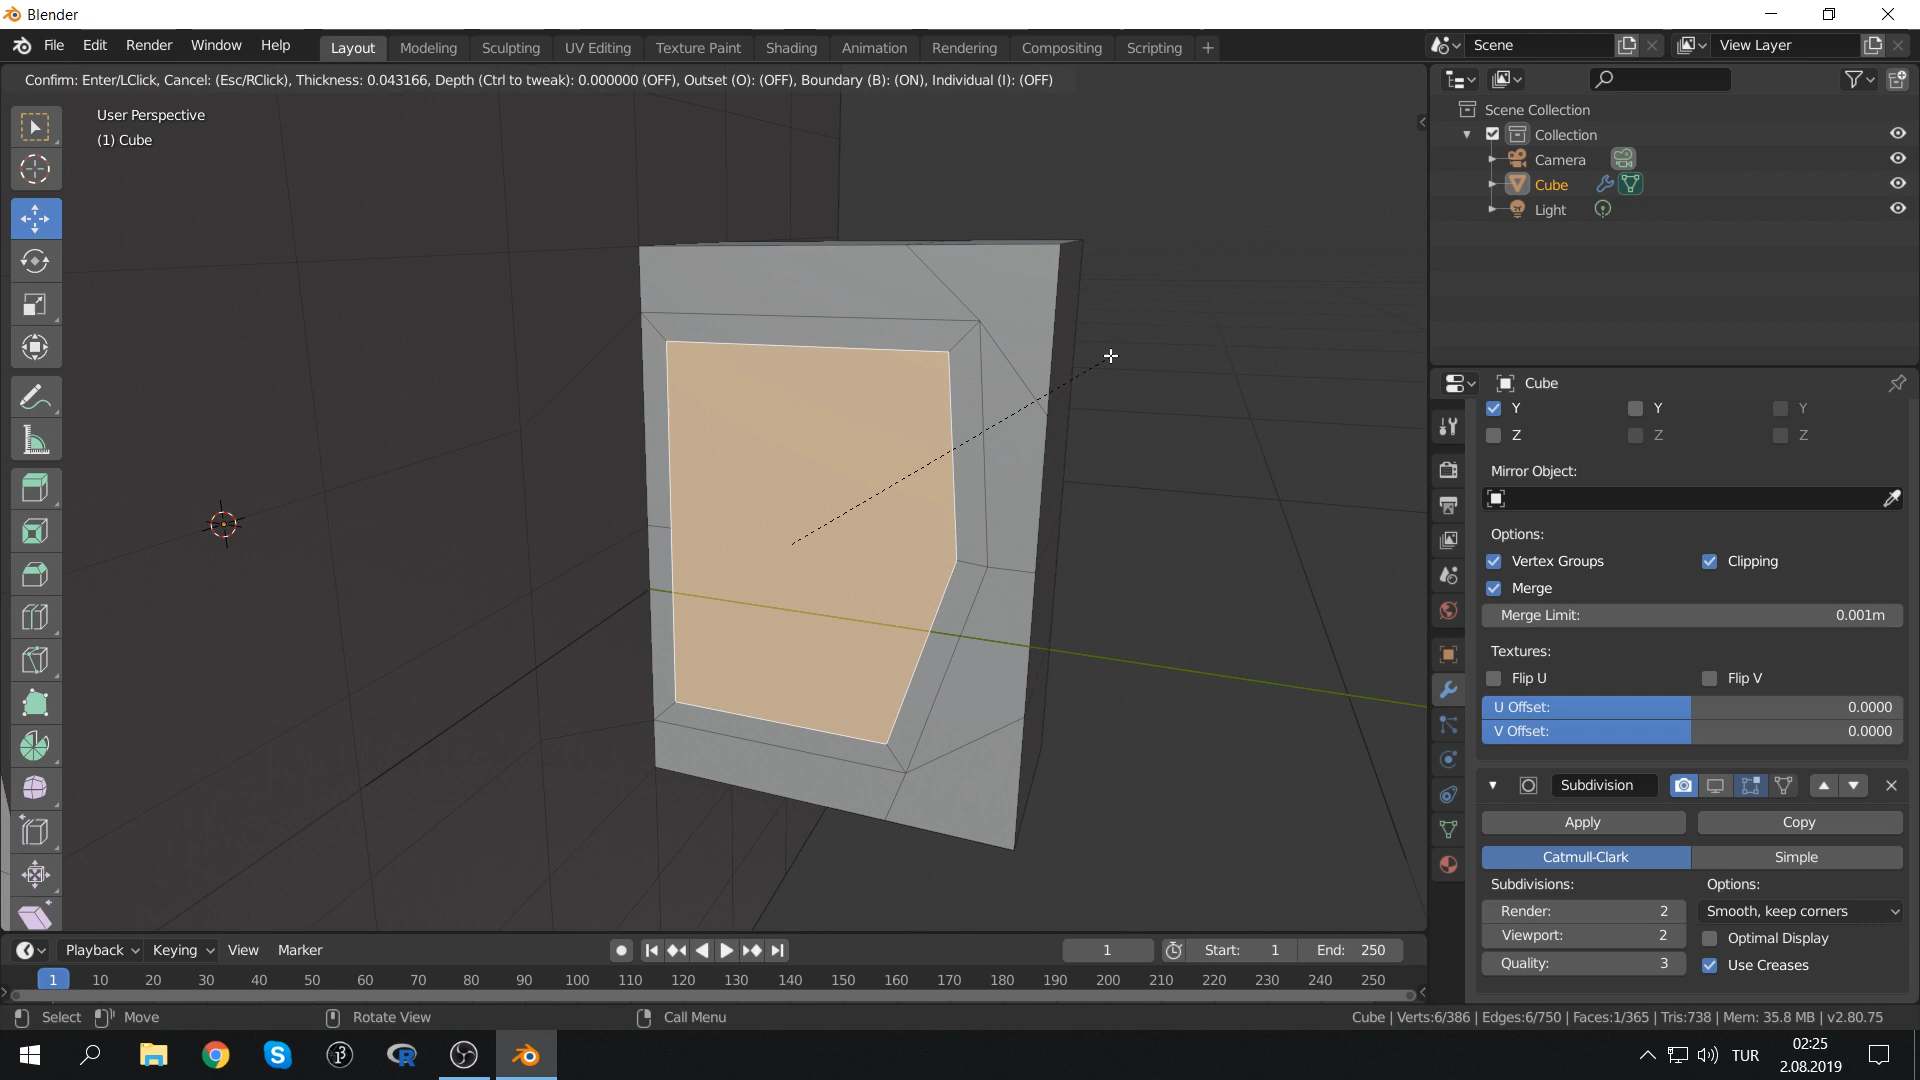 Blender
File Edit Render Window Help Layout Modeling Sculpting UV Editing Texture Paint Shading Animation Rendering Compositing Scripting + Scene View Layer
Confirm: Enter/LClick, Cancel: (Esc/RClick), Thickness: 0.043166, Depth (Ctrl to tweak): 0.000000 (OFF), Outset (O): (OFF), Boundary (B): (ON), Individual (I): (OFF)
User Perspective
(1) Cube
Scene Collection
Collection
Camera
Cube
Light
Cube
Y Y Y
Z Z Z
Mirror Object:
Options:
Vertex Groups Clipping
Merge
Merge Limit: 0.001m
Textures:
Flip U Flip V
U Offset: 0.0000
V Offset: 0.0000
Subdivision
Apply Copy
Catmull-Clark Simple
Subdivisions: Options:
Render: 2 Smooth, keep corners
Viewport: 2 Optimal Display
Quality: 3 Use Creases
Playback Keying View Marker 1 Start: 1 End: 250
1 10 20 30 40 50 60 70 80 90 100 110 120 130 140 150 160 170 180 190 200 210 220 230 240 250
Select Move Rotate View Call Menu Cube | Verts:6/386 | Edges:6/750 | Faces:1/365 | Tris:738 | Mem: 35.8 MB | v2.80.75
TUR 02:25
2.08.2019